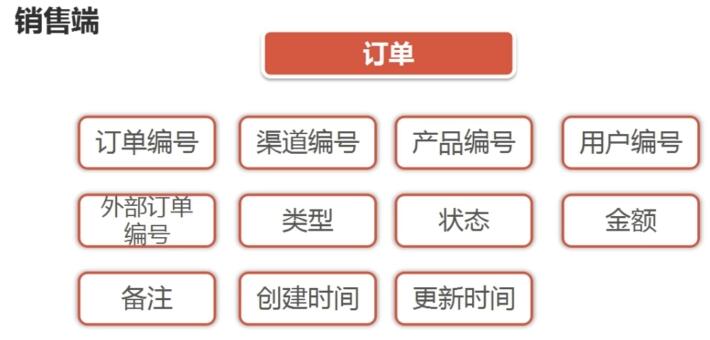 销售端
订单
订单编号
渠道编号
产品编号
用户编号
外部订单
编号
类型
状态
金额
备注
创建时间
更新时间